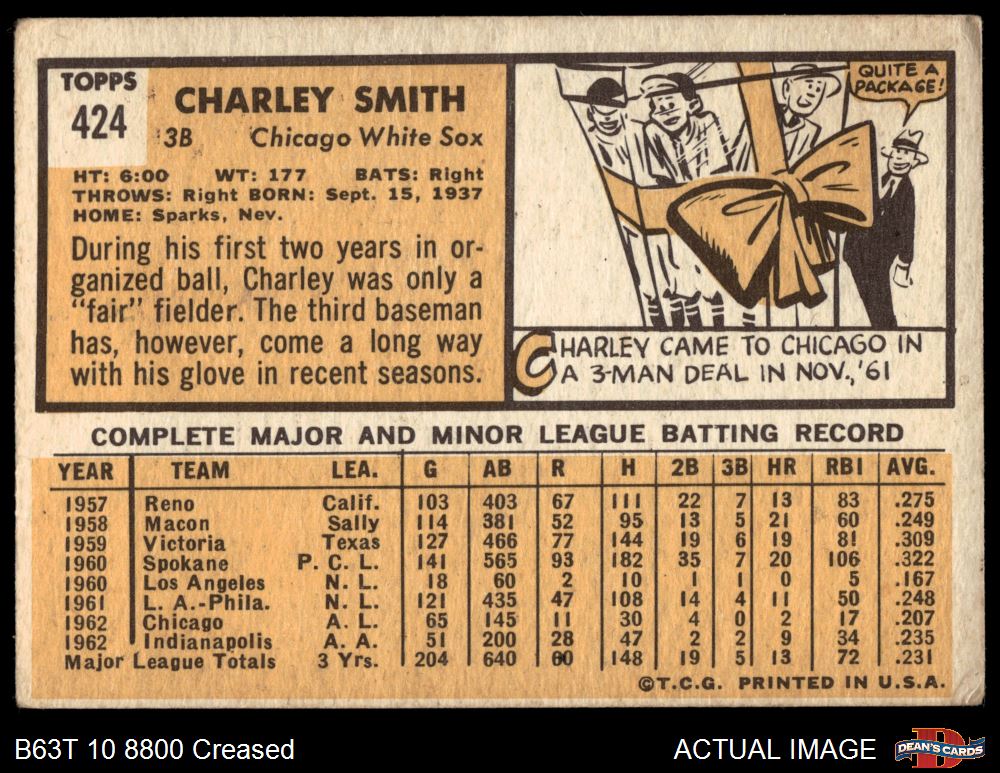 TOPPS
424
CHARLEY SMITH
3B Chicago White Sox
HT: 6:00 WT: 177 BATS: Right
THROWS: Right BORN: Sept. 15, 1937
HOME: Sparks, Nev.
During his first two years in or-
ganized ball, Charley was only a
"fair" fielder. The third baseman
has, however, come a long way
with his glove in recent seasons.
QUITE A
PACKAGE!
CHARLEY CAME TO CHICAGO IN
A 3-MAN DEAL IN NOV., '61
COMPLETE MAJOR AND MINOR LEAGUE BATTING RECORD
YEAR TEAM LEA. G AB R H 2B 3B HR RBI AVG.
1957 Reno Calif. 103 403 67 111 22 7 13 83 .275
1958 Macon Sally 114 381 52 95 13 5 21 60 .249
1959 Victoria Texas 127 466 77 144 19 6 19 81 .309
1960 Spokane P. C. L. 141 565 93 182 35 7 20 106 .322
1960 Los Angeles N. L. 18 60 2 10 1 1 0 5 .167
1961 L. A.-Phila. N. L. 121 435 47 108 14 4 11 50 .248
1962 Chicago A. L. 65 145 11 30 4 0 2 17 .207
1962 Indianapolis A. A. 51 200 28 47 2 2 9 34 .235
Major League Totals 3 Yrs. 204 640 60 148 19 5 13 72 .231
©T.C.G. PRINTED IN U.S.A.
B63T 10 8800 Creased
ACTUAL IMAGE
DEAN'S CARDS